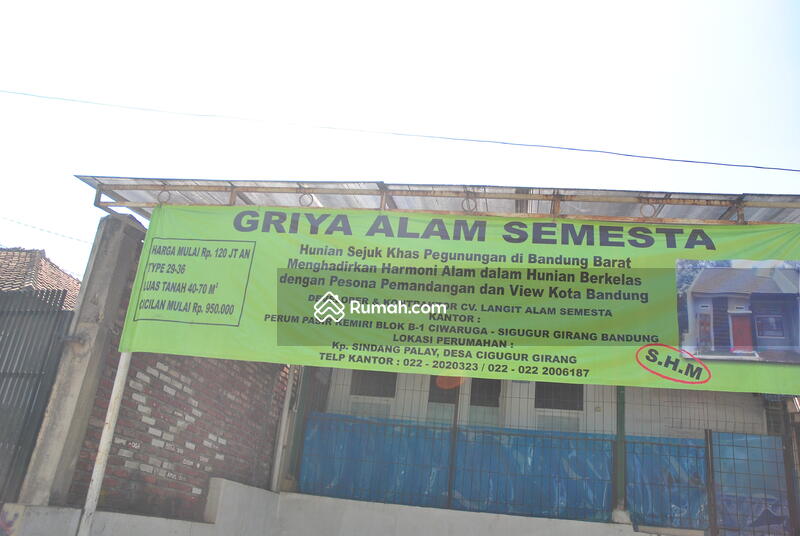 GRIYA ALAM SEMESTA
HARGA MULAI Rp. 120 JT AN
TYPE 29-36
LUAS TANAH 40-70 M²
CICILAN MULAI Rp. 950.000
Hunian Sejuk Khas Pegunungan di Bandung Barat
Menghadirkan Harmoni Alam dalam Hunian Berkelas
dengan Pesona Pemandangan dan View Kota Bandung
CV. LANGIT ALAM SEMESTA
KANTOR :
PERUM PASIR KEMIRI BLOK B-1 CIWARUGA - SIGUGUR GIRANG BANDUNG
LOKASI PERUMAHAN :
Kp. SINDANG PALAY, DESA CIGUGUR GIRANG
TELP KANTOR : 022 - 2020323 / 022 - 022 2006187
S.H.M
Rumah.com